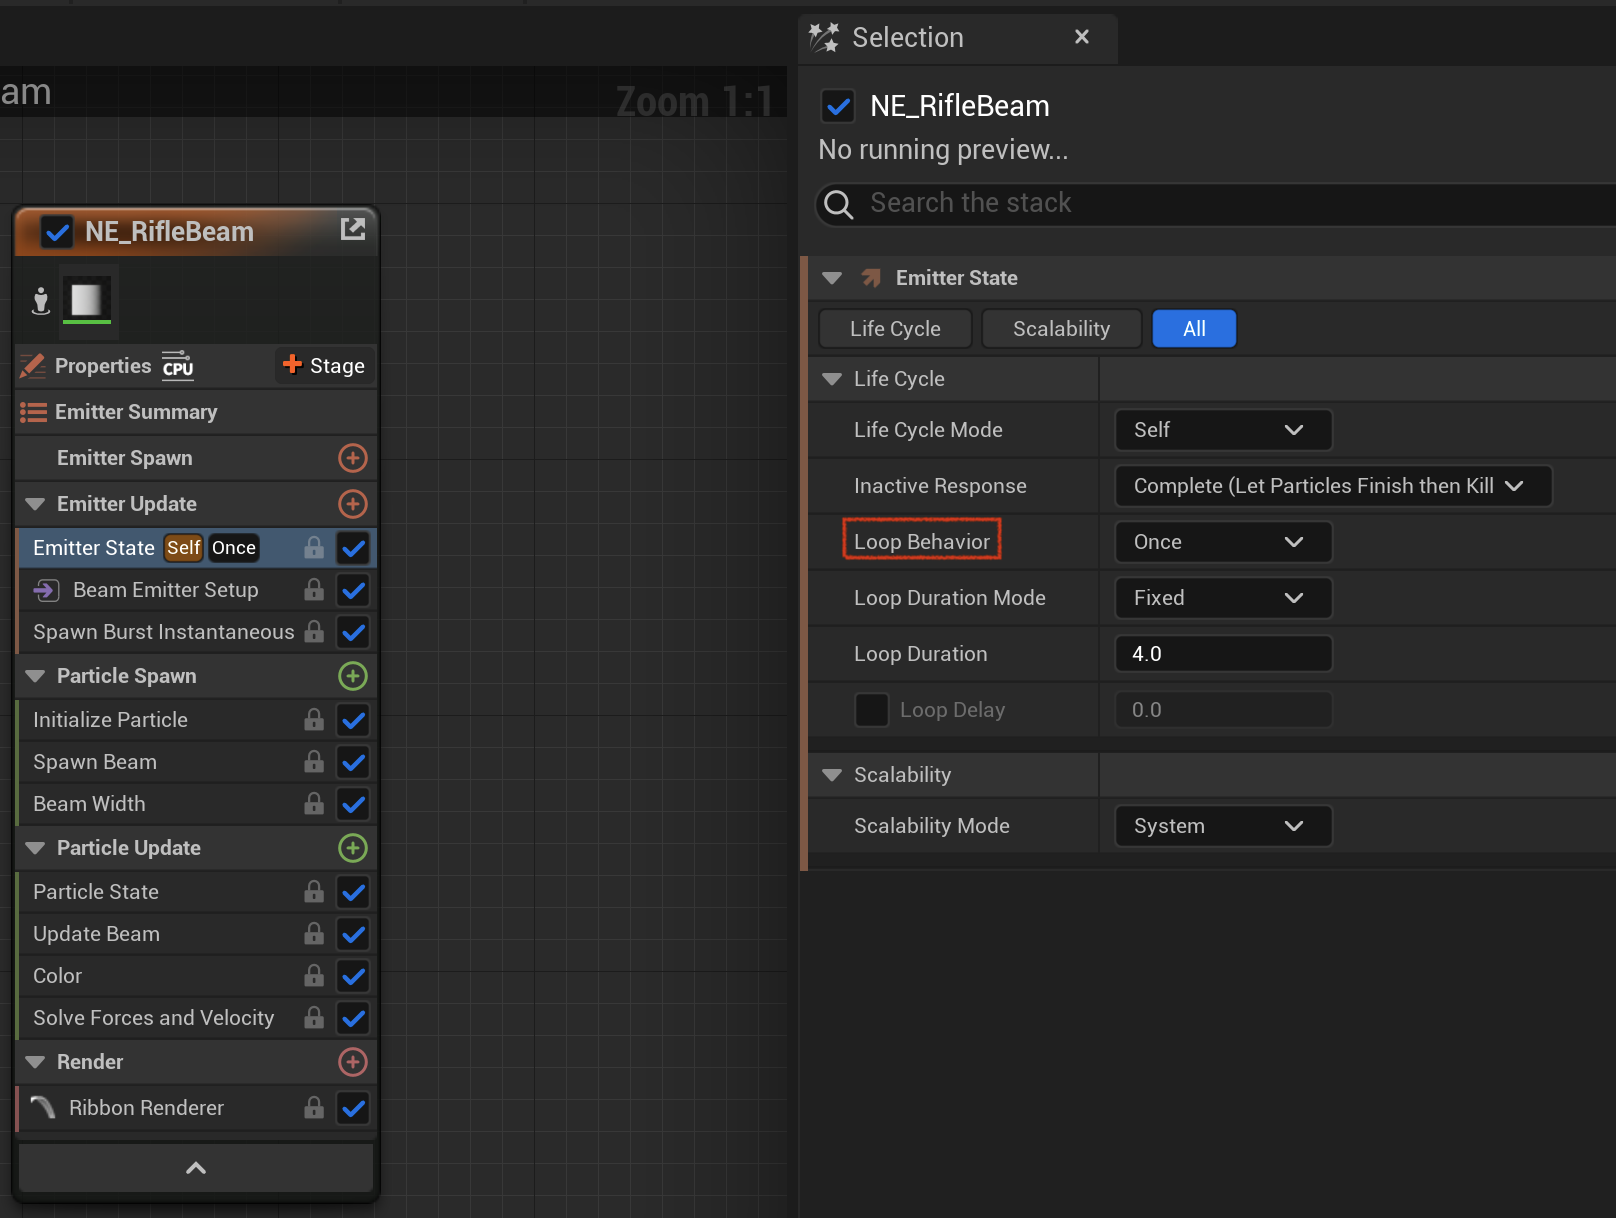 am
Zoom 1:1
NE_RifleBeam
Properties CPU Stage
Emitter Summary
Emitter Spawn
Emitter Update
Emitter State Self Once
Beam Emitter Setup
Spawn Burst Instantaneous
Particle Spawn
Initialize Particle
Spawn Beam
Beam Width
Particle Update
Particle State
Update Beam
Color
Solve Forces and Velocity
Render
Ribbon Renderer
Selection
NE_RifleBeam
No running preview...
Search the stack
Emitter State
Life Cycle Scalability All
Life Cycle
Life Cycle Mode Self
Inactive Response Complete (Let Particles Finish then Kill
Loop Behavior Once
Loop Duration Mode Fixed
Loop Duration 4.0
Loop Delay 0.0
Scalability
Scalability Mode System